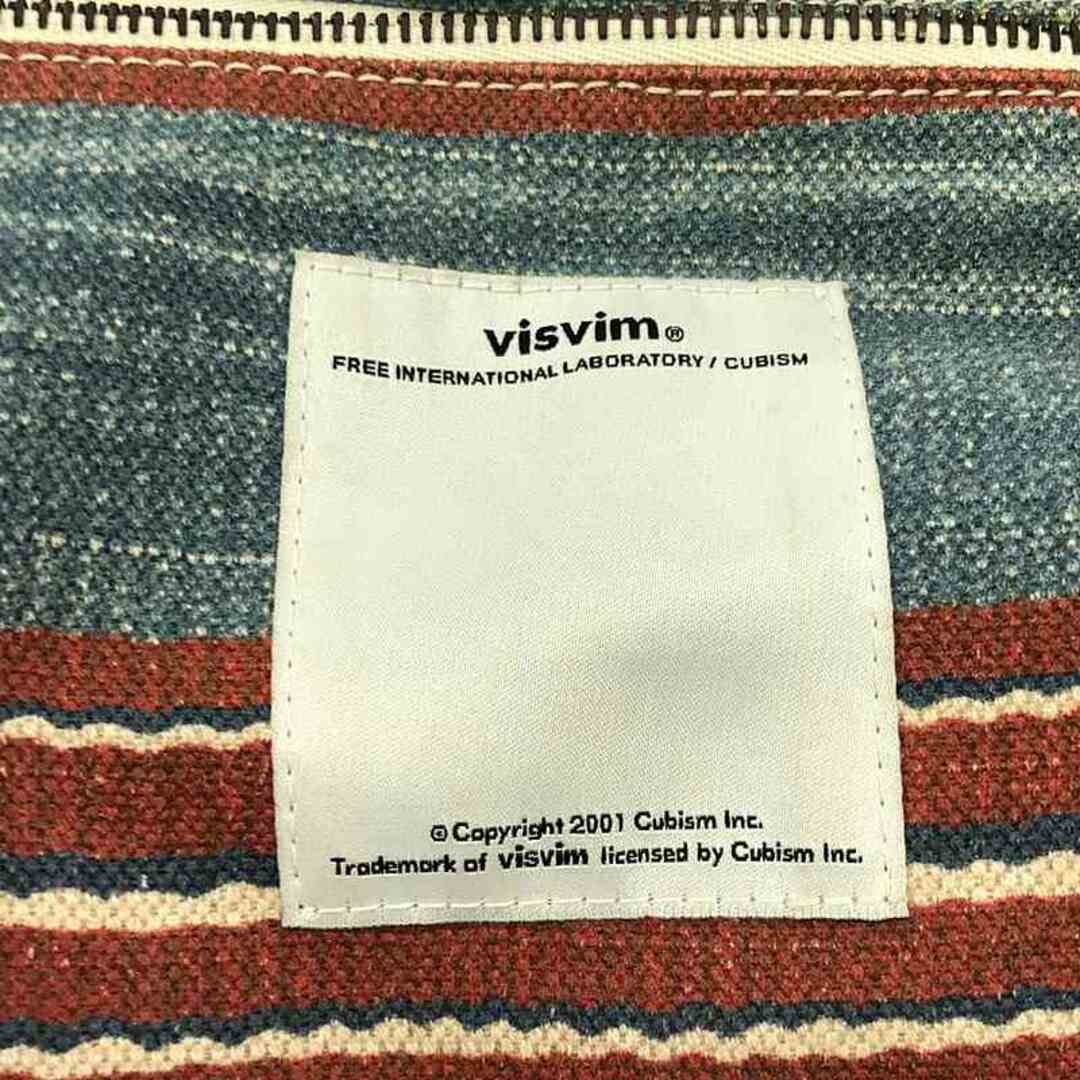 visvim®
FREE INTERNATIONAL LABORATORY / CUBISM
© Copyright 2001 Cubism Inc.
Trademark of visvim licensed by Cubism Inc.